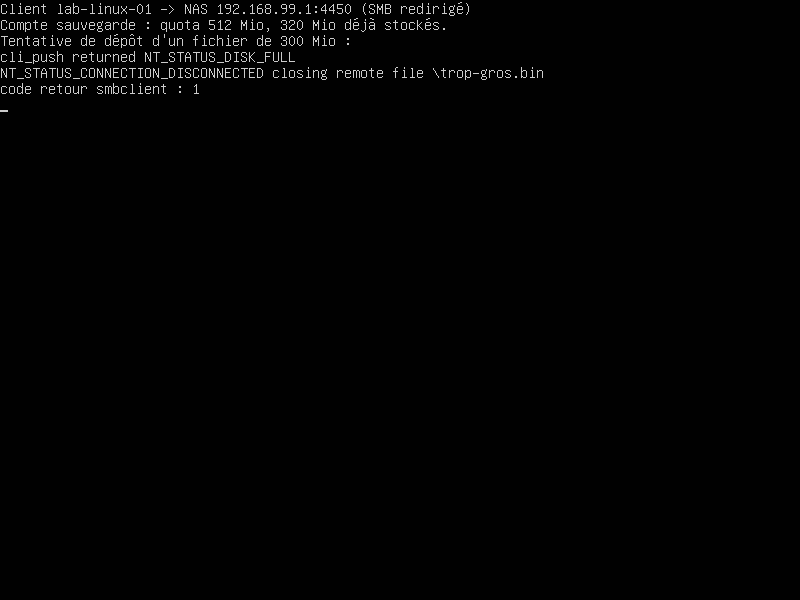 Client lab-linux-01 -> NAS 192.168.99.1:4450 (SMB redirigé)
Compte sauvegarde : quota 512 Mio, 320 Mio déjà stockés.
Tentative de dépôt d'un fichier de 300 Mio :
cli_push returned NT_STATUS_DISK_FULL
NT_STATUS_CONNECTION_DISCONNECTED closing remote file \trop-gros.bin
code retour smbclient : 1